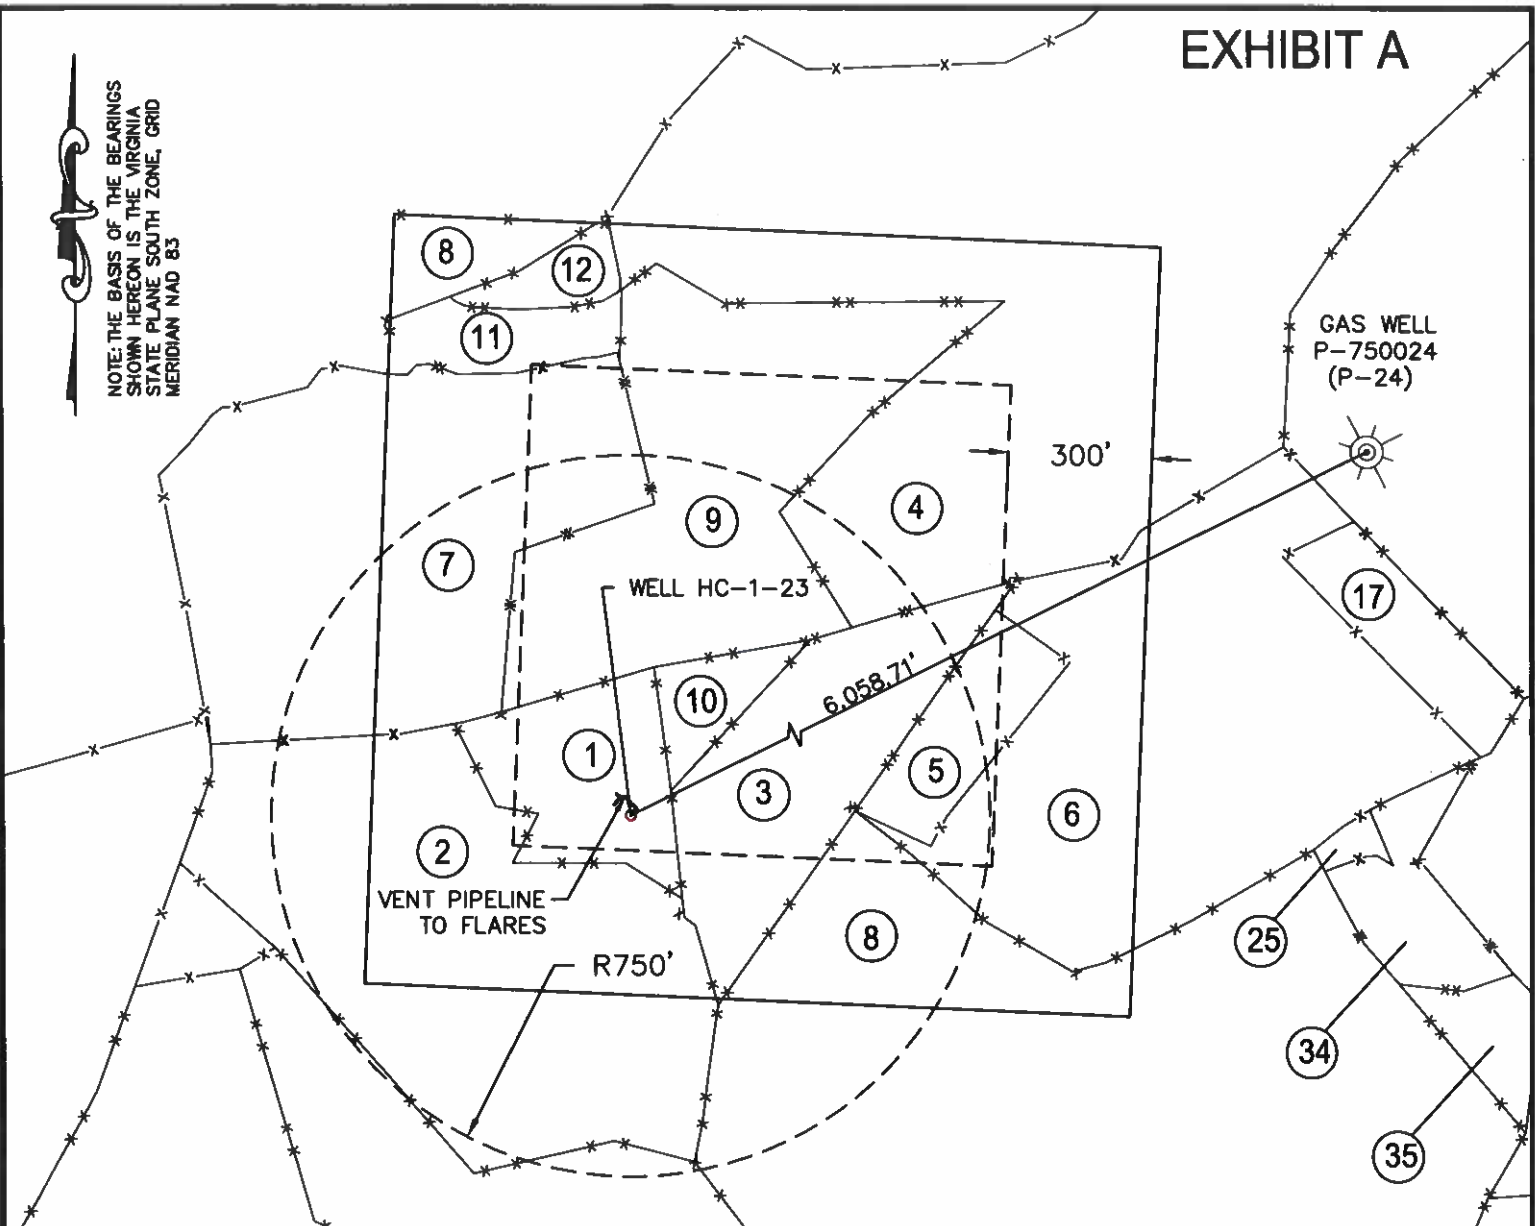 EXHIBIT A
NOTE: THE BASIS OF THE BEARINGS
SHOWN HEREON IS THE VIRGINIA
STATE PLANE SOUTH ZONE, GRID
MERIDIAN NAD 83
8
12
11
GAS WELL
P-750024
(P-24)
300'
4
9
7
WELL HC-1-23
17
10
6,058.71'
1
5
3
6
2
VENT PIPELINE
TO FLARES
8
25
R750'
34
35